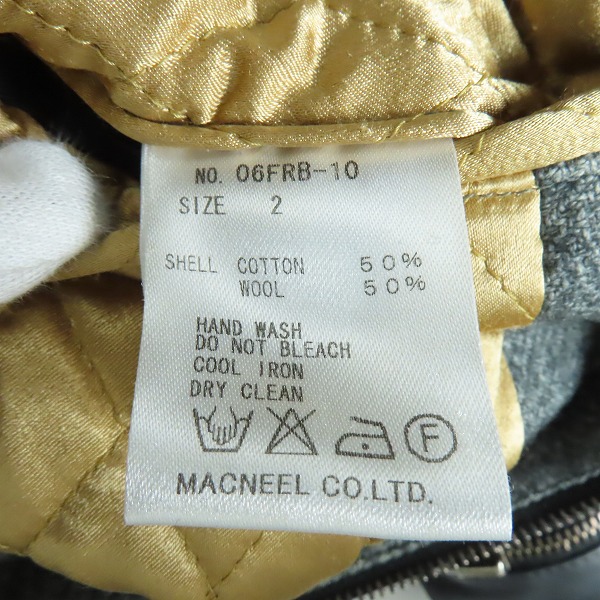 NO. 06FRB-10
SIZE 2
SHELL COTTON 50%
WOOL 50%
HAND WASH
DO NOT BLEACH
COOL IRON
DRY CLEAN
F
MACNEEL CO.LTD.